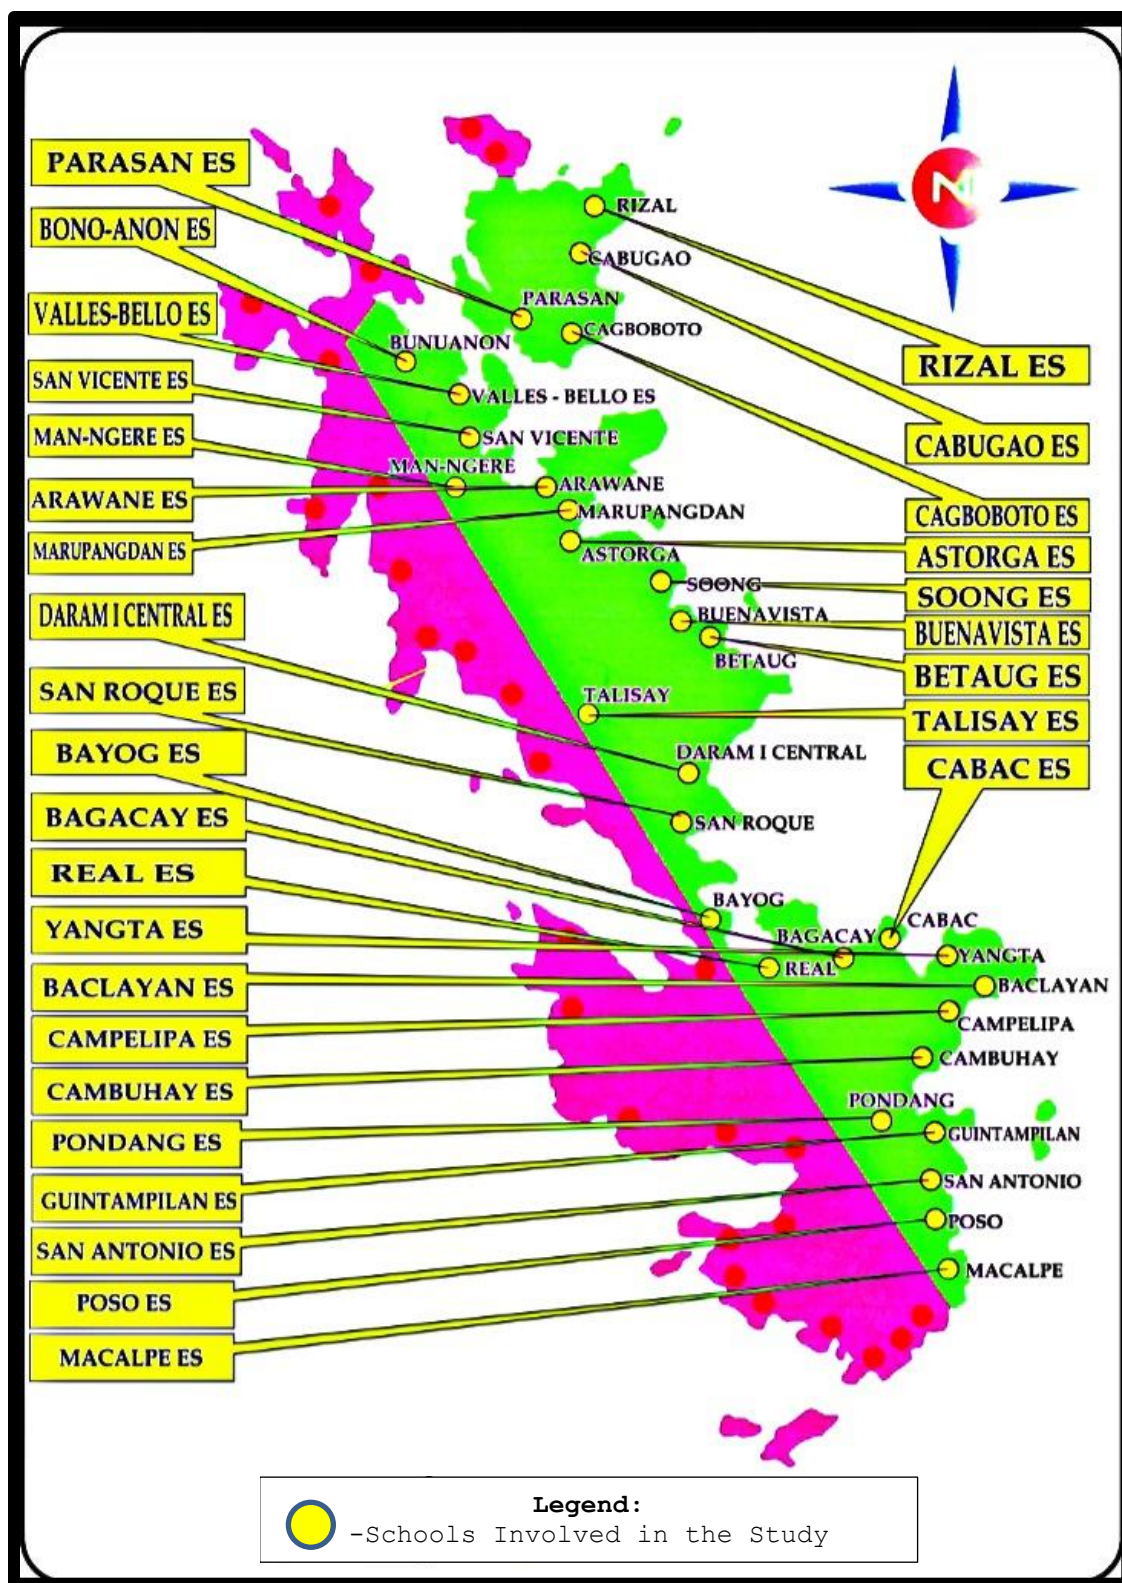 PARASAN ES
BONO-ANON ES
VALLES-BELLO ES
SAN VICENTE ES
MAN-NGERE ES
ARAWANE ES
MARUPANGDAN ES
DARAM I CENTRAL ES
SAN ROQUE ES
BAYOG ES
BAGACAY ES
REAL ES
YANGTA ES
BACLAYAN ES
CAMPELIPA ES
CAMBUHAY ES
PONDANG ES
GUINTAMPILAN ES
SAN ANTONIO ES
POSO ES
MACALPE ES
RIZAL
CABUGAO
PARASAN
CAGBOBOTO
BUNUANON
VALLES - BELLO ES
SAN VICENTE
MAN-NGERE
ARAWANE
MARUPANGDAN
ASTORGA
SOONG
BUENAVISTA
BETAUG
TALISAY
DARAM I CENTRAL
SAN ROQUE
BAYOG
CABAC
BAGACAY
YANGTA
REAL
BACLAYAN
CAMPELIPA
CAMBUHAY
PONDANG
GUINTAMPILAN
SAN ANTONIO
POSO
MACALPE
N
RIZAL ES
CABUGAO ES
CAGBOBOTO ES
ASTORGA ES
SOONG ES
BUENAVISTA ES
BETAUG ES
TALISAY ES
CABAC ES
Legend:
-Schools Involved in the Study